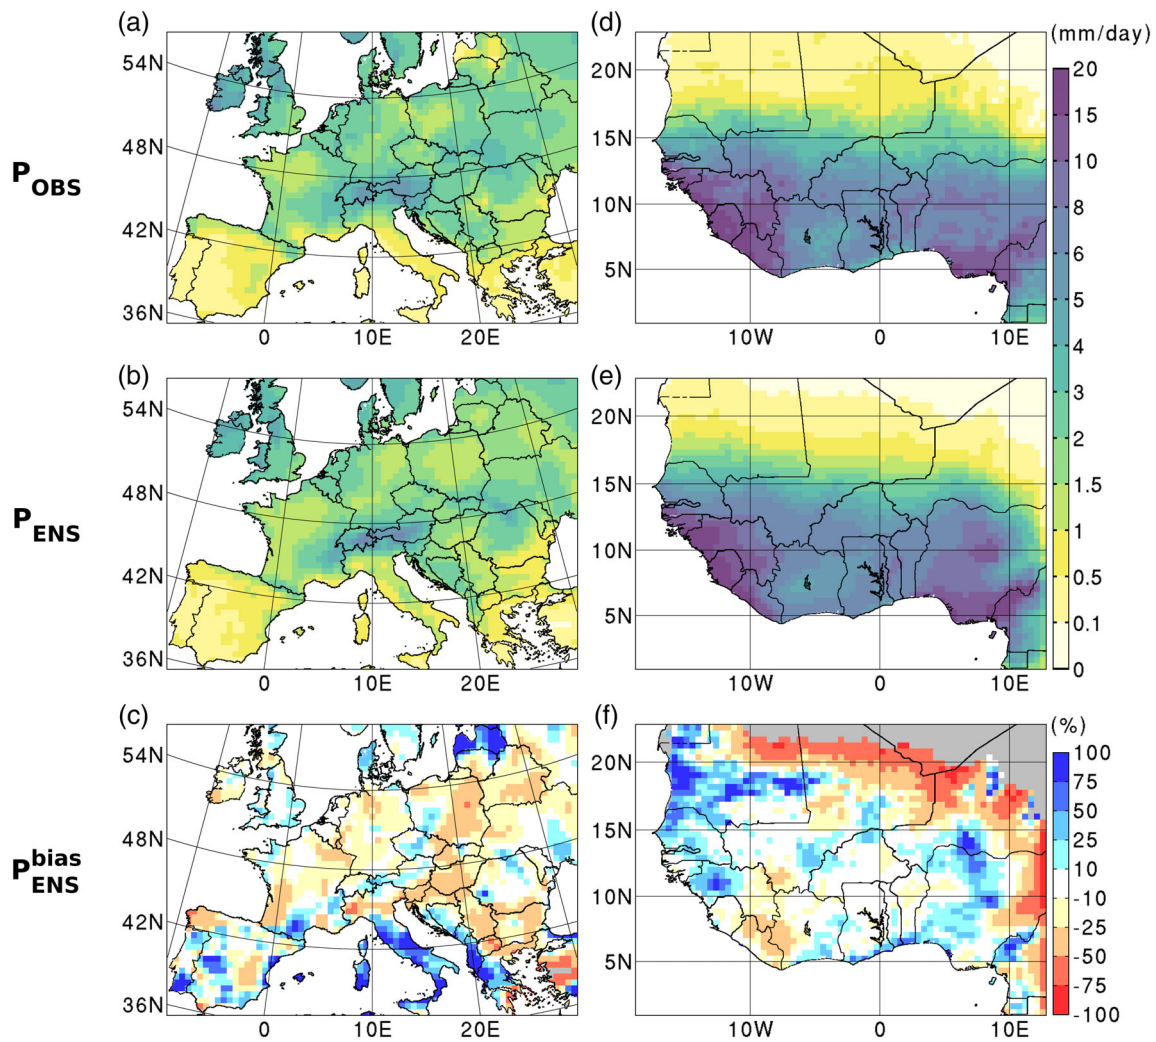 (a)
(d)
(mm/day)
54N
48N
42N
36N
0
10E
20E
P_OBS
20N
15N
10N
5N
10W
0
10E
20
15
10
8
6
5
4
3
2
1.5
1
0.5
0.1
0
(b)
(e)
54N
48N
42N
36N
0
10E
20E
P_ENS
20N
15N
10N
5N
10W
0
10E
(c)
(f)
(%)
54N
48N
42N
36N
0
10E
20E
P^bias_ENS
20N
15N
10N
5N
10W
0
10E
100
75
50
25
10
-10
-25
-50
-75
-100